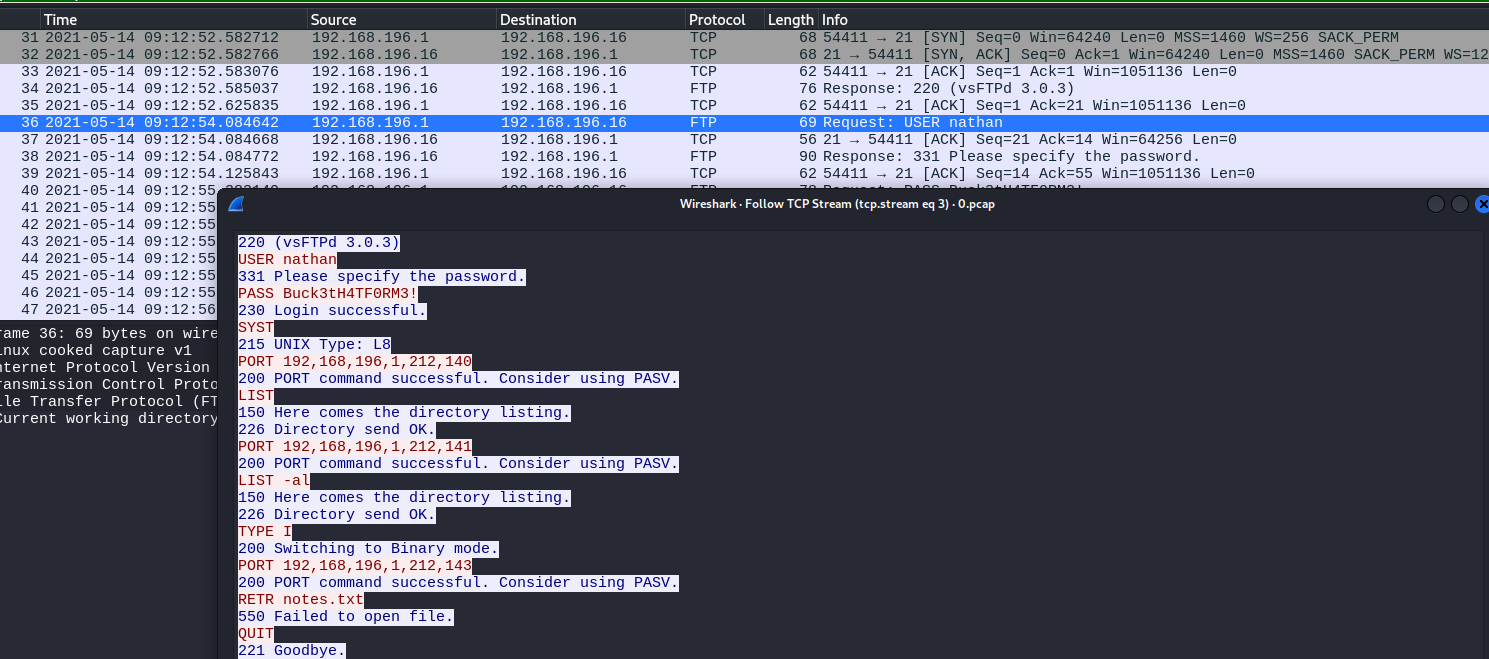 Time Source Destination Protocol Length Info
31 2021-05-14 09:12:52.582712 192.168.196.1 192.168.196.16 TCP 68 54411 → 21 [SYN] Seq=0 Win=64240 Len=0 MSS=1460 WS=256 SACK_PERM
32 2021-05-14 09:12:52.582766 192.168.196.16 192.168.196.1 TCP 68 21 → 54411 [SYN, ACK] Seq=0 Ack=1 Win=64240 Len=0 MSS=1460 SACK_PERM WS=12
33 2021-05-14 09:12:52.583076 192.168.196.1 192.168.196.16 TCP 62 54411 → 21 [ACK] Seq=1 Ack=1 Win=1051136 Len=0
34 2021-05-14 09:12:52.585037 192.168.196.16 192.168.196.1 FTP 76 Response: 220 (vsFTPd 3.0.3)
35 2021-05-14 09:12:52.625835 192.168.196.1 192.168.196.16 TCP 62 54411 → 21 [ACK] Seq=1 Ack=21 Win=1051136 Len=0
36 2021-05-14 09:12:54.084642 192.168.196.1 192.168.196.16 FTP 69 Request: USER nathan
37 2021-05-14 09:12:54.084668 192.168.196.16 192.168.196.1 TCP 56 21 → 54411 [ACK] Seq=21 Ack=14 Win=64256 Len=0
38 2021-05-14 09:12:54.084772 192.168.196.16 192.168.196.1 FTP 90 Response: 331 Please specify the password.
39 2021-05-14 09:12:54.125843 192.168.196.1 192.168.196.16 TCP 62 54411 → 21 [ACK] Seq=14 Ack=55 Win=1051136 Len=0
40 2021-05-14 09:12:55
41 2021-05-14 09:12:55
42 2021-05-14 09:12:55
43 2021-05-14 09:12:55
44 2021-05-14 09:12:55
45 2021-05-14 09:12:55
46 2021-05-14 09:12:55
47 2021-05-14 09:12:56
rame 36: 69 bytes on wire
inux cooked capture v1
nternet Protocol Version
ransmission Control Proto
ile Transfer Protocol (FT
Current working directory
Wireshark · Follow TCP Stream (tcp.stream eq 3) · 0.pcap
220 (vsFTPd 3.0.3)
USER nathan
331 Please specify the password.
PASS Buck3tH4TF0RM3!
230 Login successful.
SYST
215 UNIX Type: L8
PORT 192,168,196,1,212,140
200 PORT command successful. Consider using PASV.
LIST
150 Here comes the directory listing.
226 Directory send OK.
PORT 192,168,196,1,212,141
200 PORT command successful. Consider using PASV.
LIST -al
150 Here comes the directory listing.
226 Directory send OK.
TYPE I
200 Switching to Binary mode.
PORT 192,168,196,1,212,143
200 PORT command successful. Consider using PASV.
RETR notes.txt
550 Failed to open file.
QUIT
221 Goodbye.